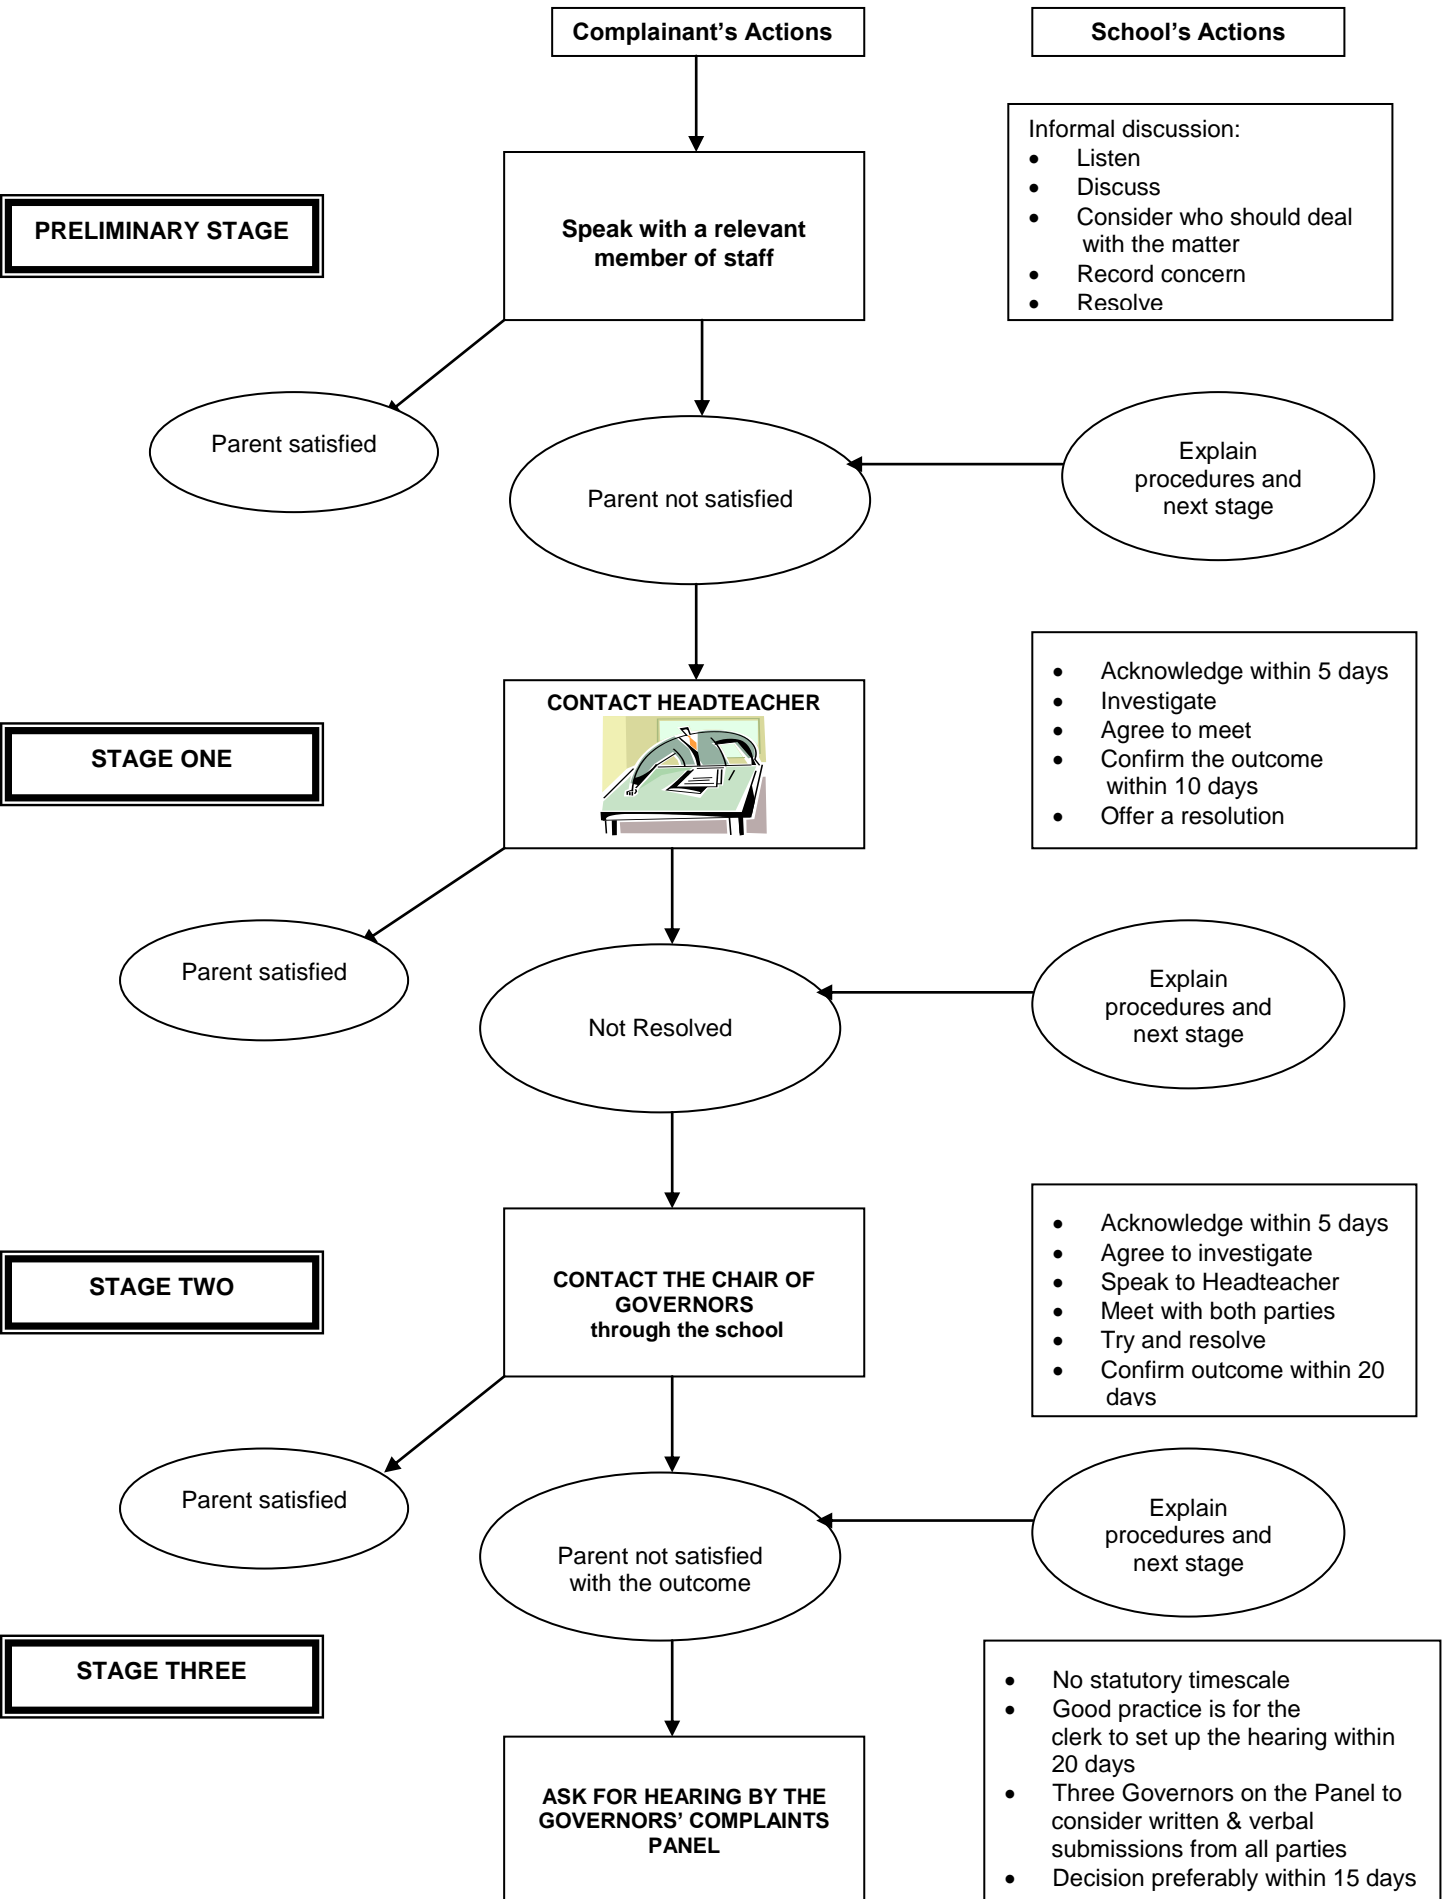 Complainant's Actions
School's Actions
Informal discussion:
• Listen
• Discuss
• Consider who should deal
with the matter
• Record concern
• Resolve
PRELIMINARY STAGE
Speak with a relevant
member of staff
Parent satisfied
Parent not satisfied
Explain
procedures and
next stage
STAGE ONE
CONTACT HEADTEACHER
• Acknowledge within 5 days
• Investigate
• Agree to meet
• Confirm the outcome
within 10 days
• Offer a resolution
Parent satisfied
Not Resolved
Explain
procedures and
next stage
STAGE TWO
CONTACT THE CHAIR OF
GOVERNORS
through the school
• Acknowledge within 5 days
• Agree to investigate
• Speak to Headteacher
• Meet with both parties
• Try and resolve
• Confirm outcome within 20
days
Parent satisfied
Parent not satisfied
with the outcome
Explain
procedures and
next stage
STAGE THREE
ASK FOR HEARING BY THE
GOVERNORS' COMPLAINTS
PANEL
• No statutory timescale
• Good practice is for the
clerk to set up the hearing within
20 days
• Three Governors on the Panel to
consider written & verbal
submissions from all parties
• Decision preferably within 15 days